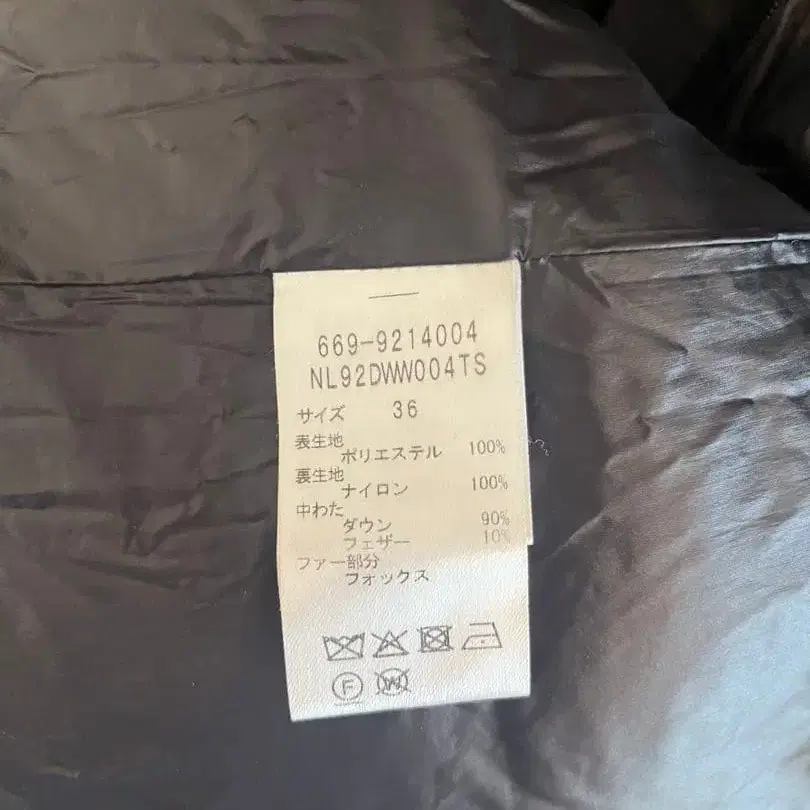 669-9214004
NL92DWW004TS
サイズ 36
表生地
ポリエステル 100%
裏生地
ナイロン 100%
中わた
ダウン 90%
フェザー 10%
ファー部分
フォックス
F W